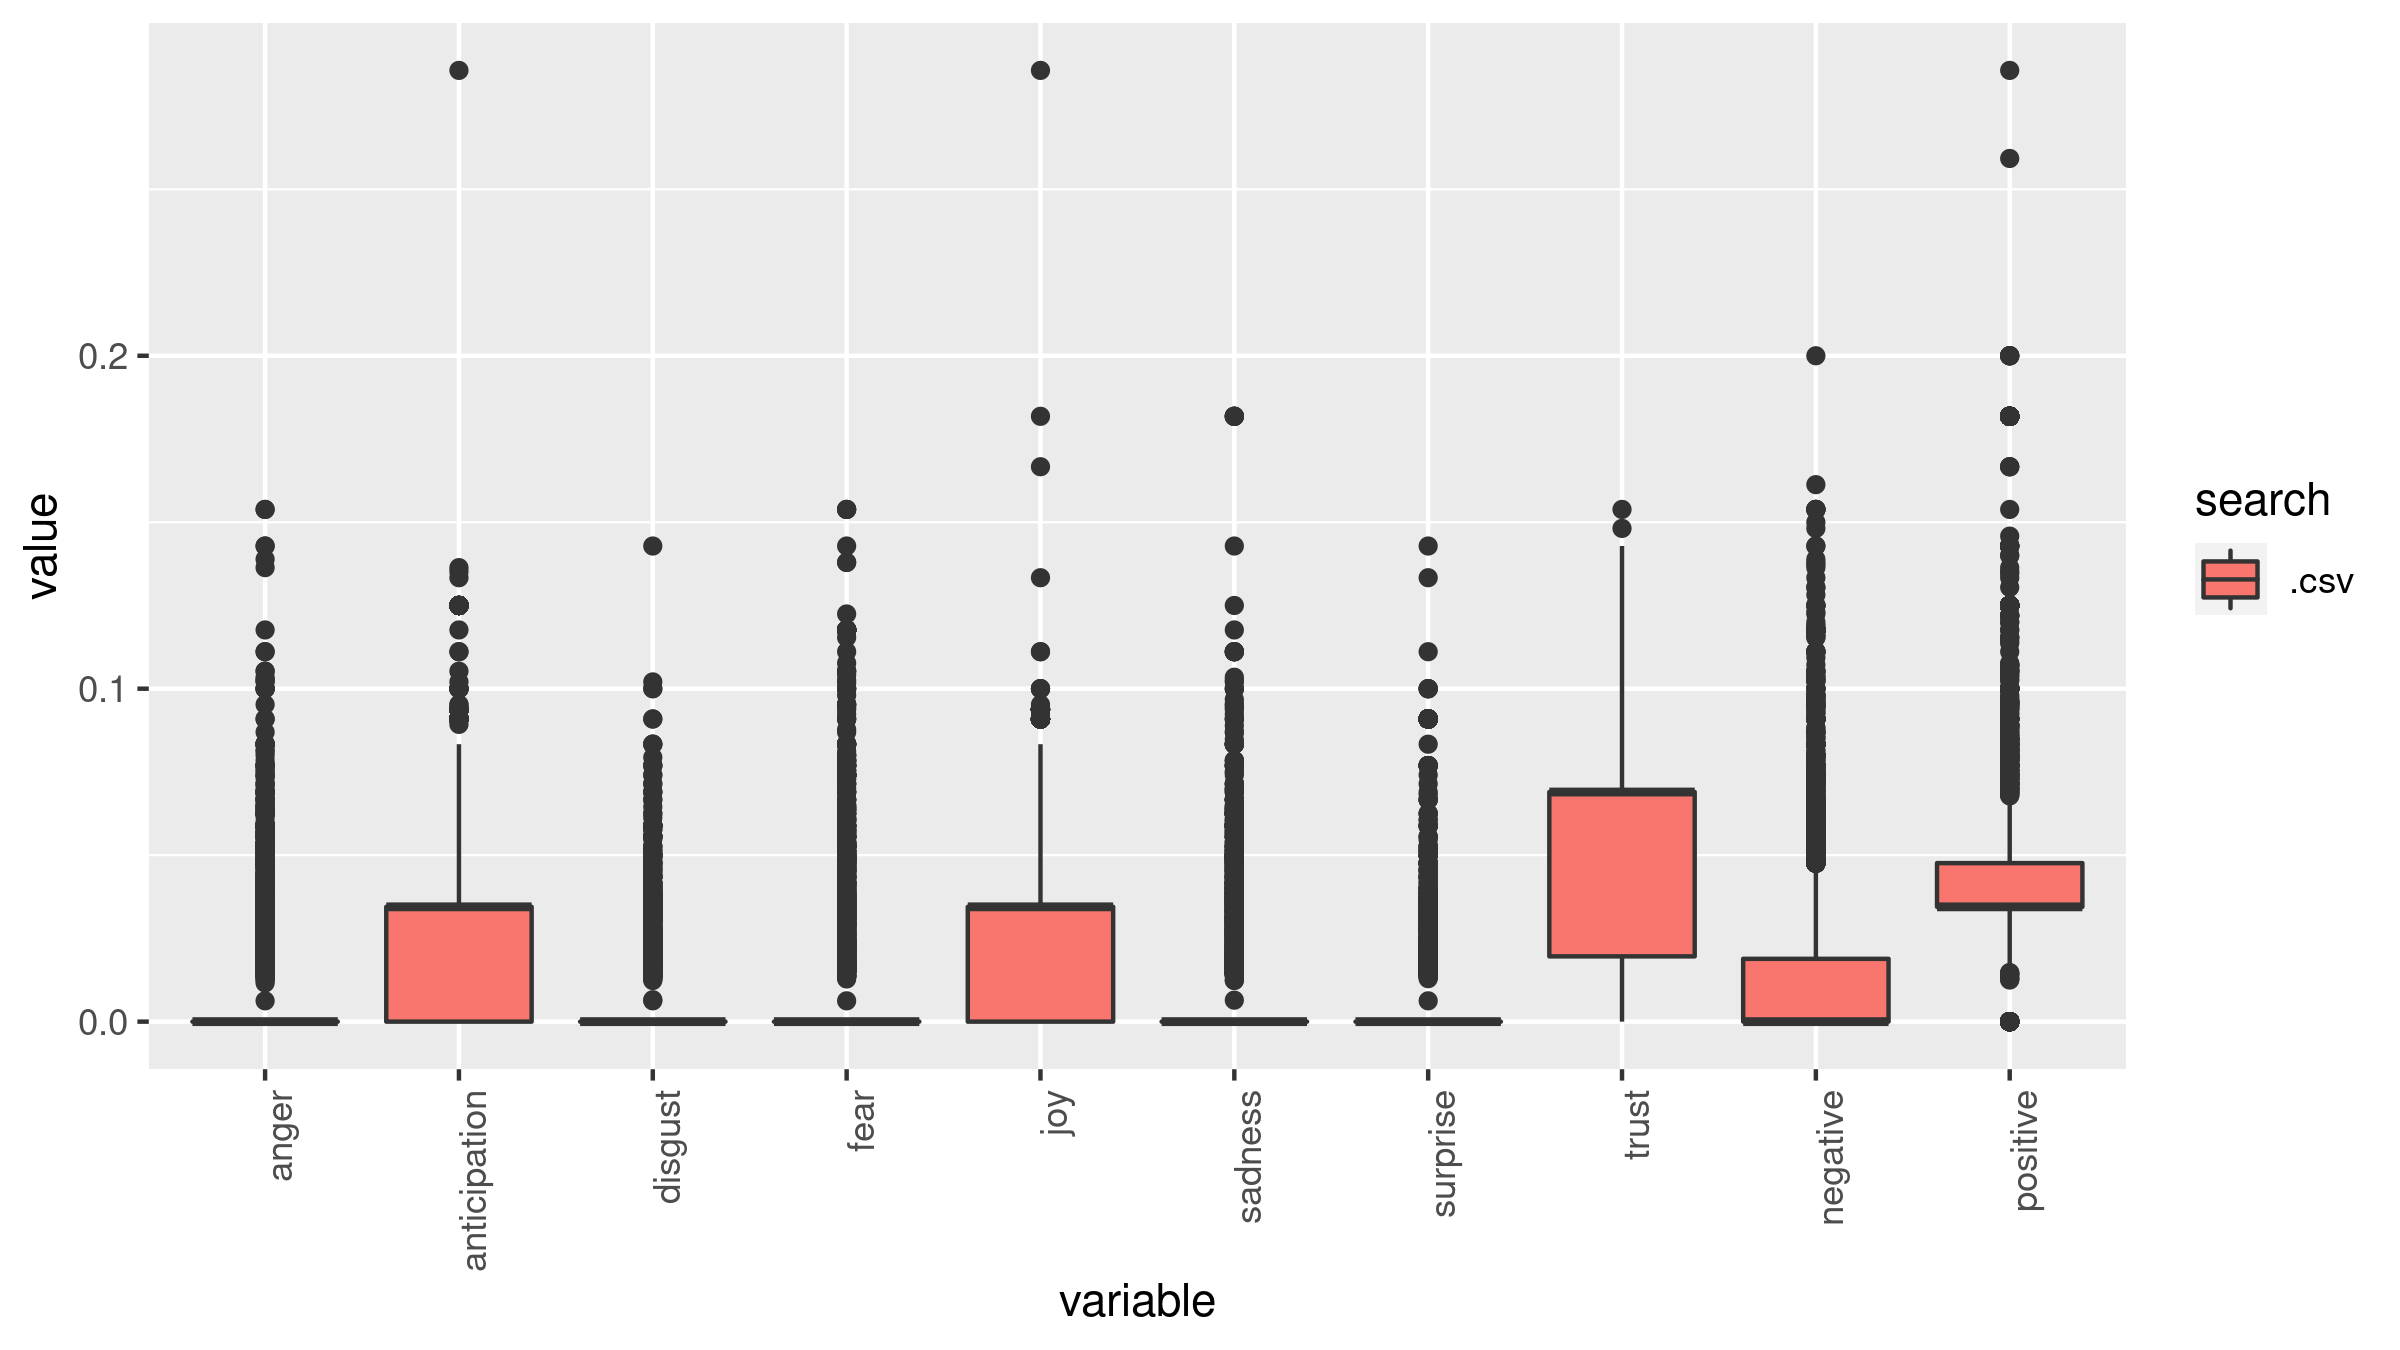 value
0.2
0.1
0.0
anger
anticipation
disgust
fear
joy
sadness
surprise
trust
negative
positive
variable
search
.csv